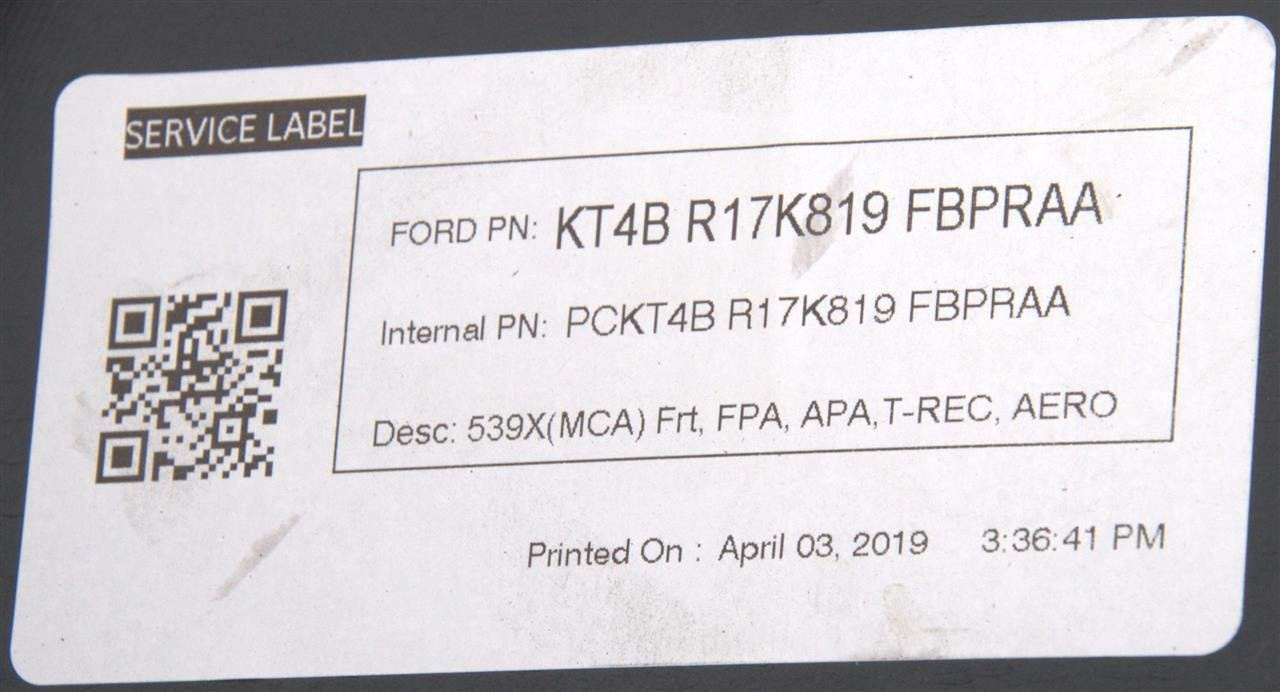 SERVICE LABEL
FORD PN: KT4B R17K819 FBPRAA
Internal PN: PCKT4B R17K819 FBPRAA
Desc: 539X(MCA) Frt, FPA, APA,T-REC, AERO
Printed On : April 03, 2019 3:36:41 PM